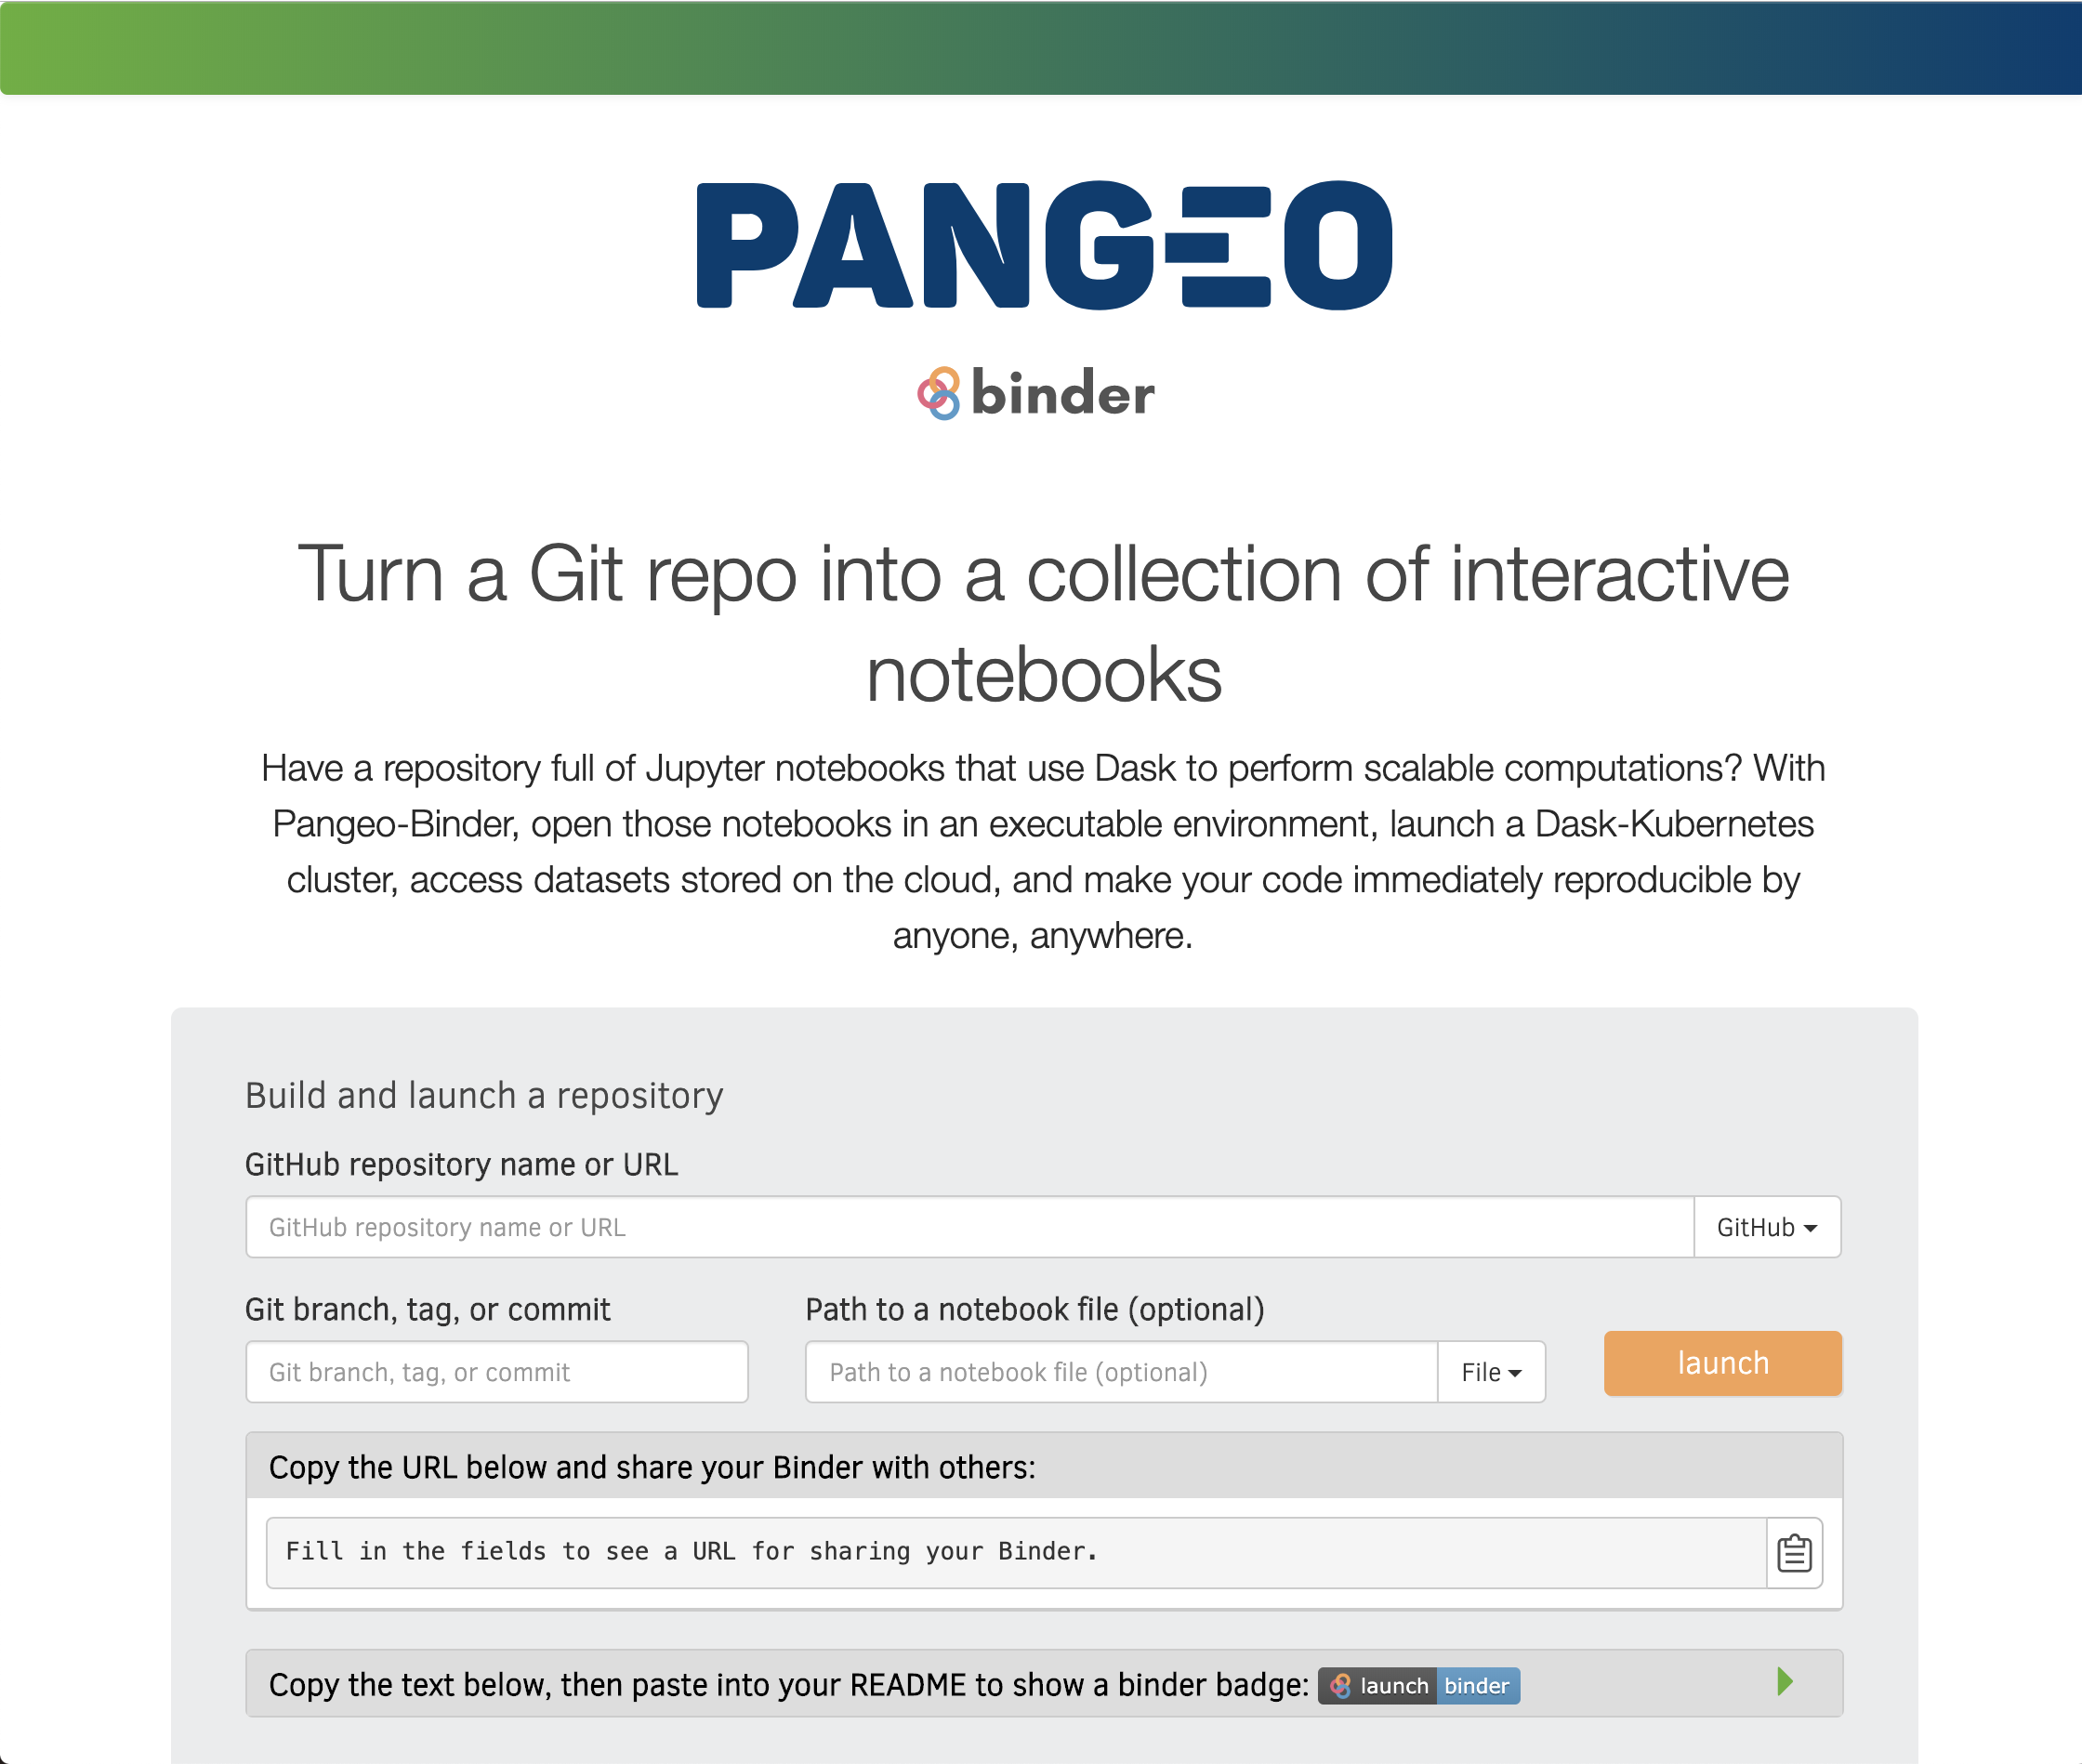 PANGEO
binder
Turn a Git repo into a collection of interactive
notebooks
Have a repository full of Jupyter notebooks that use Dask to perform scalable computations? With
Pangeo-Binder, open those notebooks in an executable environment, launch a Dask-Kubernetes
cluster, access datasets stored on the cloud, and make your code immediately reproducible by
anyone, anywhere.
Build and launch a repository
GitHub repository name or URL
GitHub repository name or URL GitHub
Git branch, tag, or commit Path to a notebook file (optional)
Git branch, tag, or commit Path to a notebook file (optional) File launch
Copy the URL below and share your Binder with others:
Fill in the fields to see a URL for sharing your Binder.
Copy the text below, then paste into your README to show a binder badge: launch binder